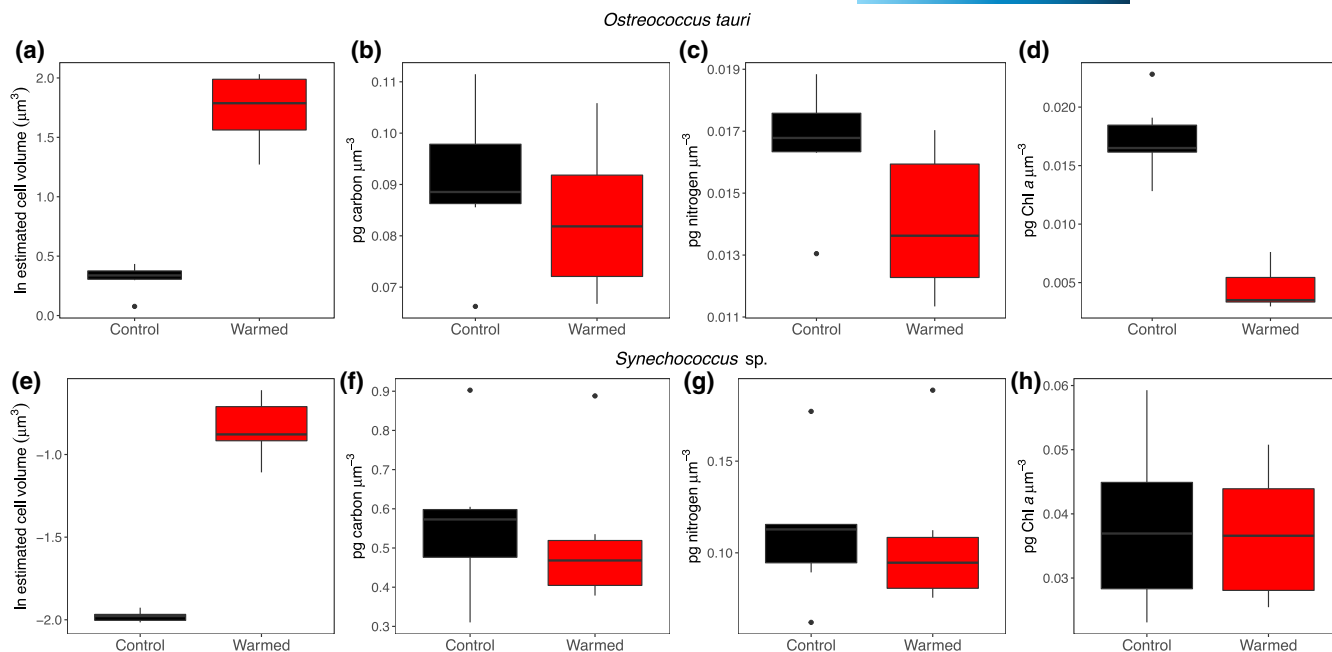 Ostreococcus tauri
(a)
ln estimated cell volume (μm³)
2.0
1.5
1.0
0.5
0.0
Control Warmed
(b)
pg carbon μm⁻³
0.11
0.10
0.09
0.08
0.07
Control Warmed
(c)
pg nitrogen μm⁻³
0.019
0.017
0.015
0.013
0.011
Control Warmed
(d)
pg Chl a μm⁻³
0.020
0.015
0.010
0.005
Control Warmed
Synechococcus sp.
(e)
ln estimated cell volume (μm³)
−1.0
−1.5
−2.0
Control Warmed
(f)
pg carbon μm⁻³
0.9
0.8
0.7
0.6
0.5
0.4
0.3
Control Warmed
(g)
pg nitrogen μm⁻³
0.15
0.10
Control Warmed
(h)
pg Chl a μm⁻³
0.06
0.05
0.04
0.03
Control Warmed